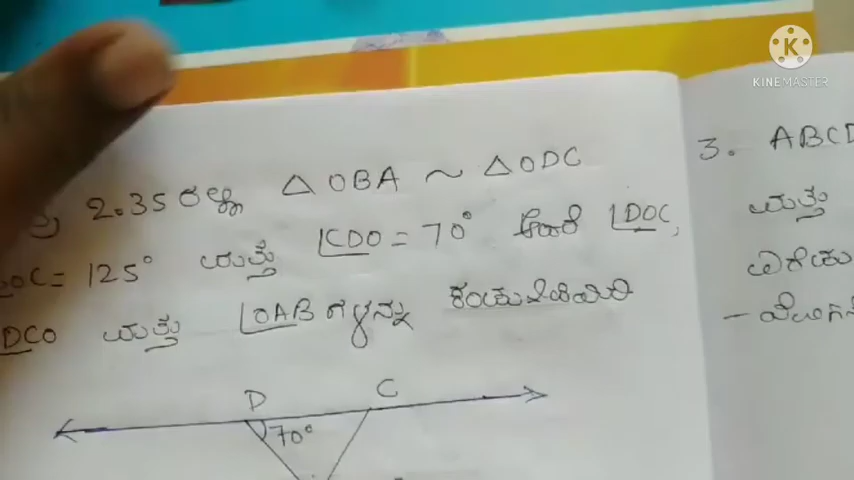 2.35 ರಲ್ಲಿ △ OBA ~ △ ODC
OC = 125° ಮತ್ತು ∠CDO = 70° ಆದರೆ ∠DOC,
DCO ಮತ್ತು ∠OAB ಗಳನ್ನು ಕಂಡುಹಿಡಿಯಿರಿ
D C
70°
3. ABCD
ಮತ್ತು
K
KINEMASTER